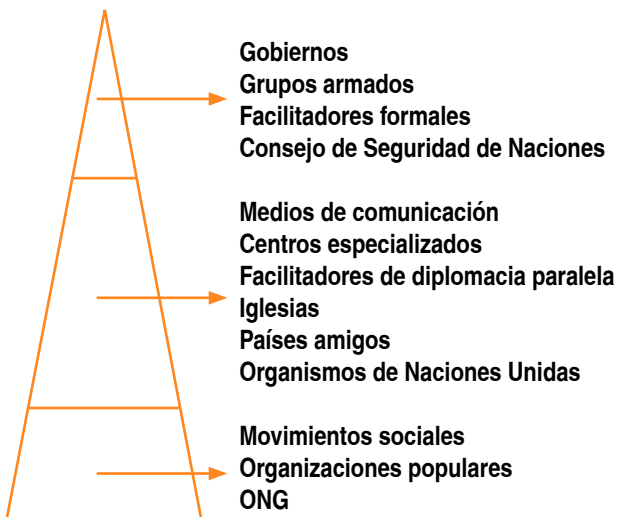 Gobiernos
Grupos armados
Facilitadores formales
Consejo de Seguridad de Naciones
Medios de comunicación
Centros especializados
Facilitadores de diplomacia paralela
Iglesias
Países amigos
Organismos de Naciones Unidas
Movimientos sociales
Organizaciones populares
ONG